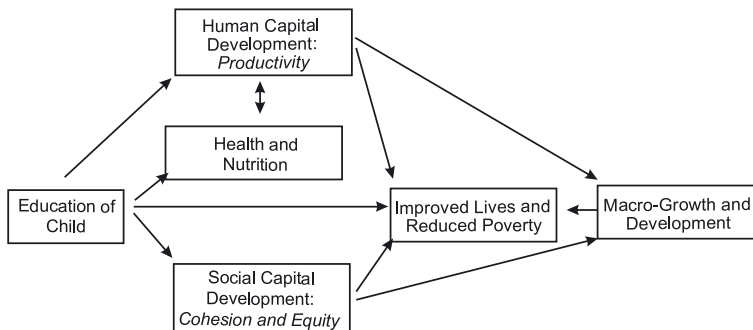 Human Capital
Development:
Productivity
Health and
Nutrition
Education of
Child
Improved Lives and
Reduced Poverty
Macro-Growth and
Development
Social Capital
Development:
Cohesion and Equity